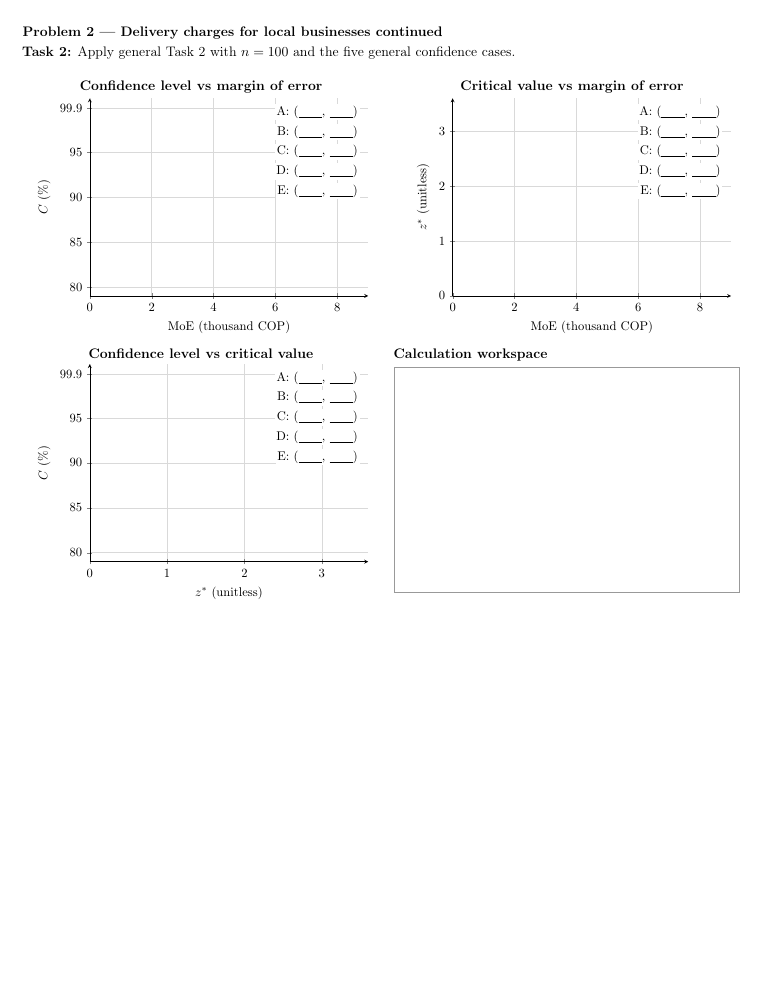 Problem 2 — Delivery charges for local businesses continued
Task 2: Apply general Task 2 with n = 100 and the five general confidence cases.
Confidence level vs margin of error
99.9
95
90
85
80
C (%)
0 2 4 6 8
MoE (thousand COP)
A: (___, ___)
B: (___, ___)
C: (___, ___)
D: (___, ___)
E: (___, ___)
Critical value vs margin of error
3
2
1
0
z* (unitless)
0 2 4 6 8
MoE (thousand COP)
A: (___, ___)
B: (___, ___)
C: (___, ___)
D: (___, ___)
E: (___, ___)
Confidence level vs critical value
99.9
95
90
85
80
C (%)
0 1 2 3
z* (unitless)
A: (___, ___)
B: (___, ___)
C: (___, ___)
D: (___, ___)
E: (___, ___)
Calculation workspace